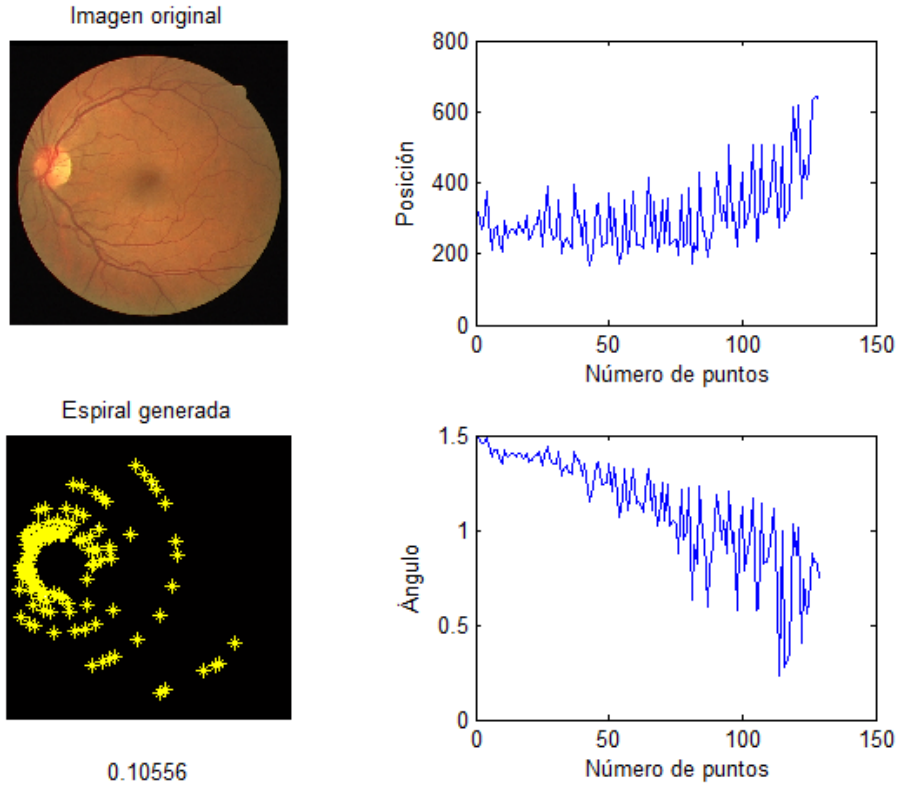 Imagen original
800
600
400
200
0
Posición
0 50 100 150
Número de puntos
Espiral generada
1.5
1
0.5
0
Ángulo
0 50 100 150
Número de puntos
0.10556